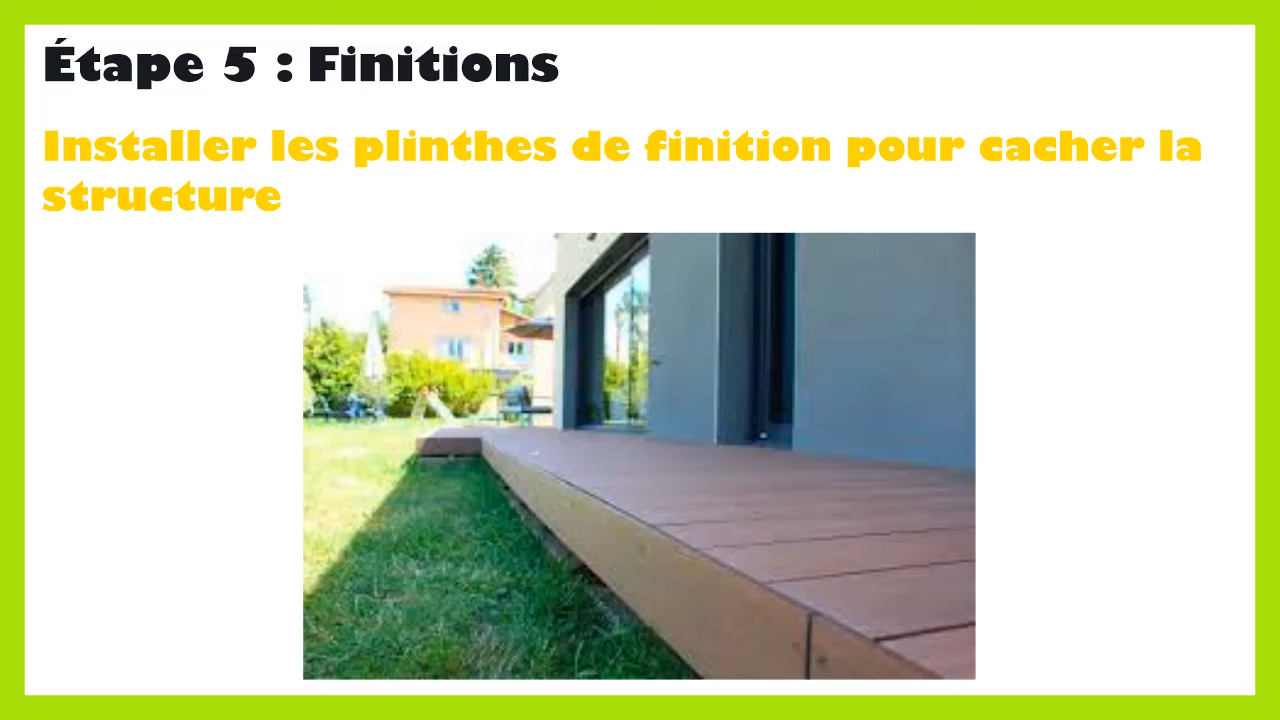 Étape 5 : Finitions
Installer les plinthes de finition pour cacher la
structure